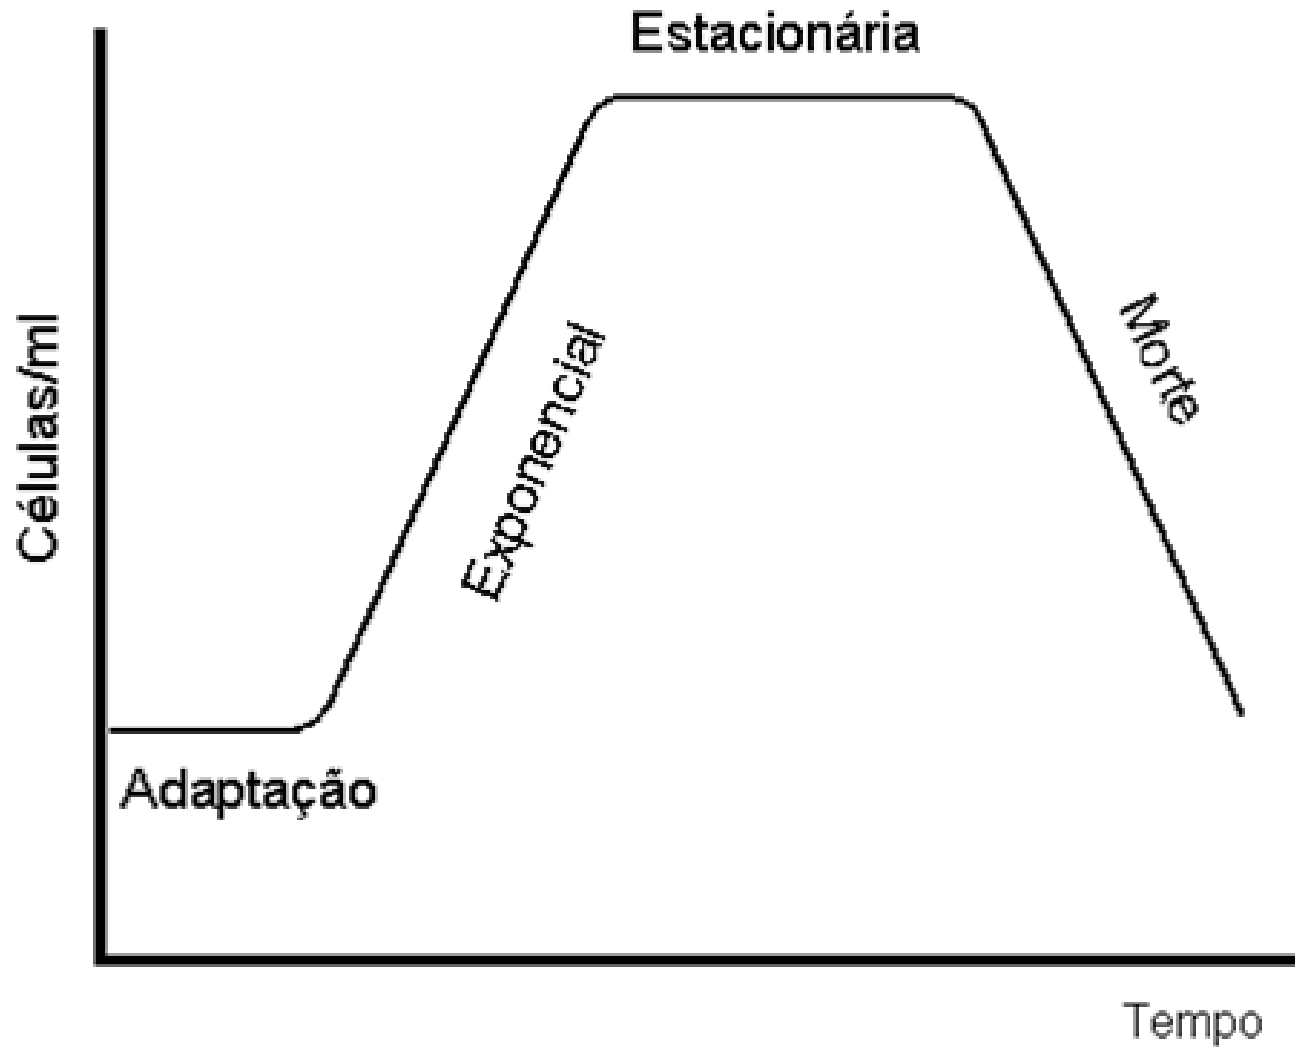 Estacionária
Células/ml
Exponencial
Morte
Adaptação
Tempo